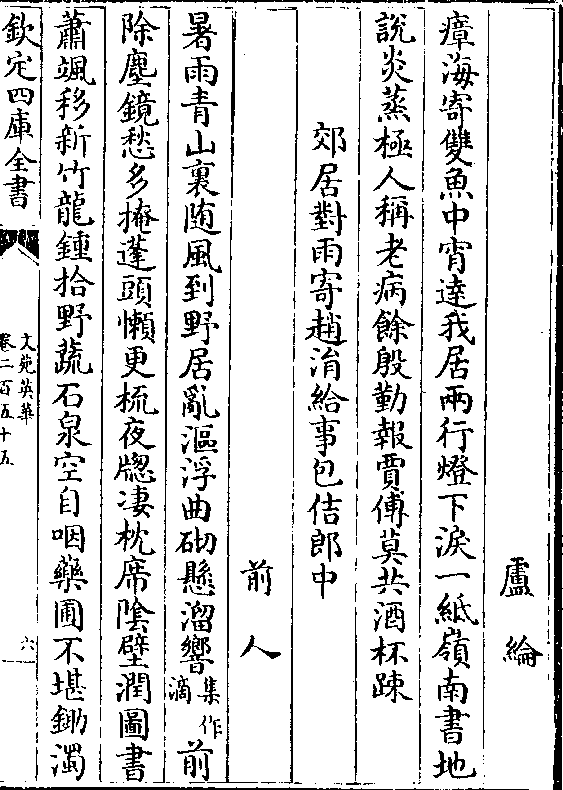 盧綸
瘴海寄雙魚中宵達我居兩行燈下淚一紙嶺南書地
說炎蒸極人稱老病餘殷勤報賈傅莫共酒杯踈
郊居對雨寄趙涓給事包佶郎中
前人
暑雨青山裏随風到野居亂漚浮曲砌懸溜響集作滴前
除塵鏡愁多掩蓬頭懶更梳夜牕凄枕席隂壁潤圖書
蕭颯移新竹龍鍾拾野蔬石泉空自咽藥圃不堪鋤濁
欽定四庫全書
文苑英華
卷二百五十五
六